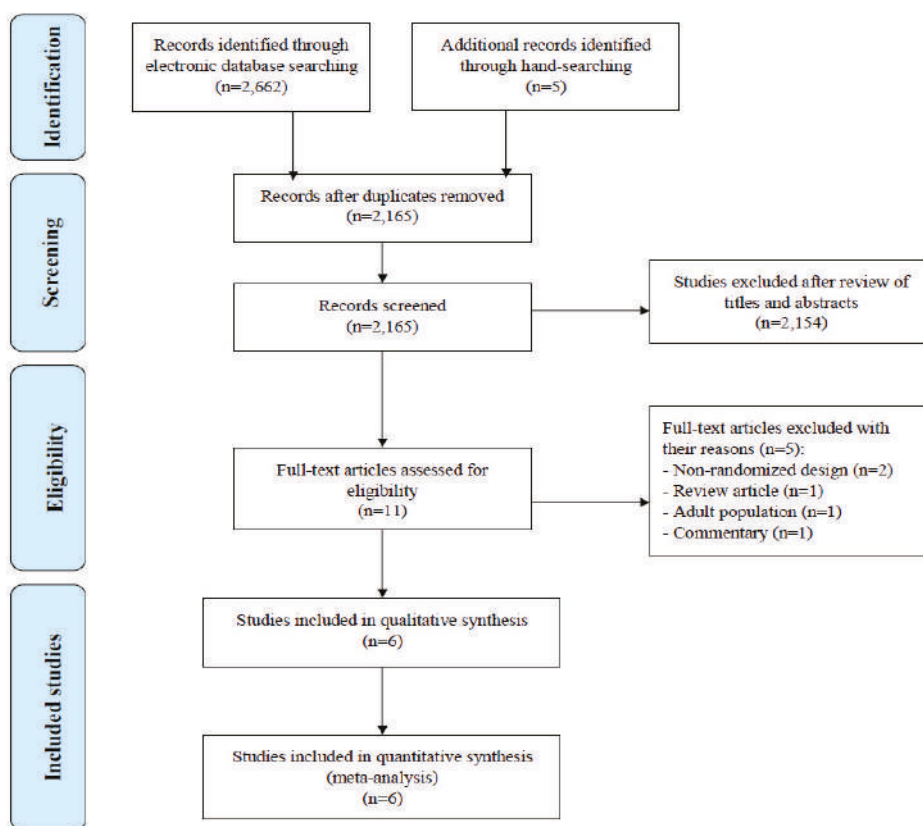 Identification
Records identified through
electronic database searching
(n=2,662)
Additional records identified
through hand-searching
(n=5)
Screening
Records after duplicates removed
(n=2,165)
Records screened
(n=2,165)
Studies excluded after review of
titles and abstracts
(n=2,154)
Eligibility
Full-text articles assessed for
eligibility
(n=11)
Full-text articles excluded with
their reasons (n=5):
- Non-randomized design (n=2)
- Review article (n=1)
- Adult population (n=1)
- Commentary (n=1)
Included studies
Studies included in qualitative synthesis
(n=6)
Studies included in quantitative synthesis
(meta-analysis)
(n=6)